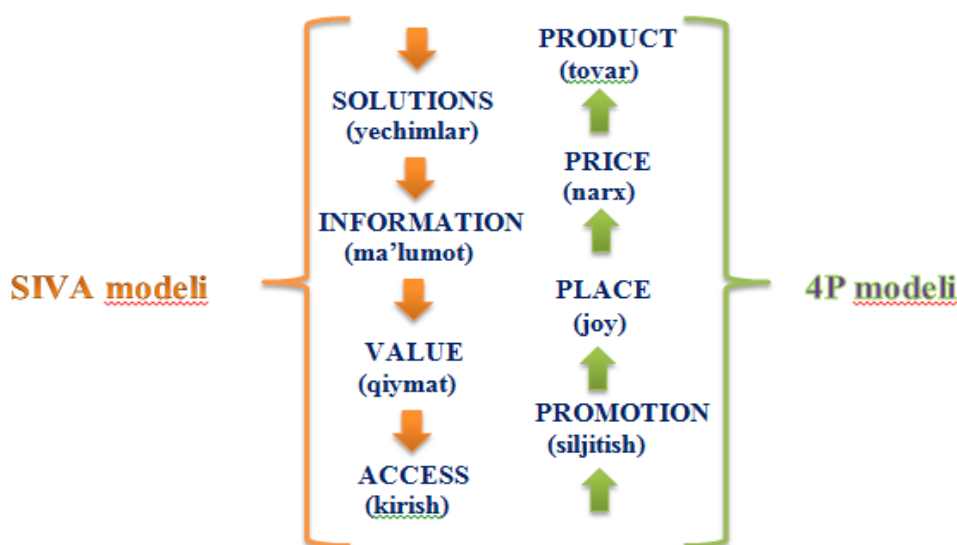 SIVA modeli
SOLUTIONS
(yechimlar)
INFORMATION
(ma’lumot)
VALUE
(qiymat)
ACCESS
(kirish)
PRODUCT
(tovar)
PRICE
(narx)
PLACE
(joy)
PROMOTION
(siljitish)
4P modeli